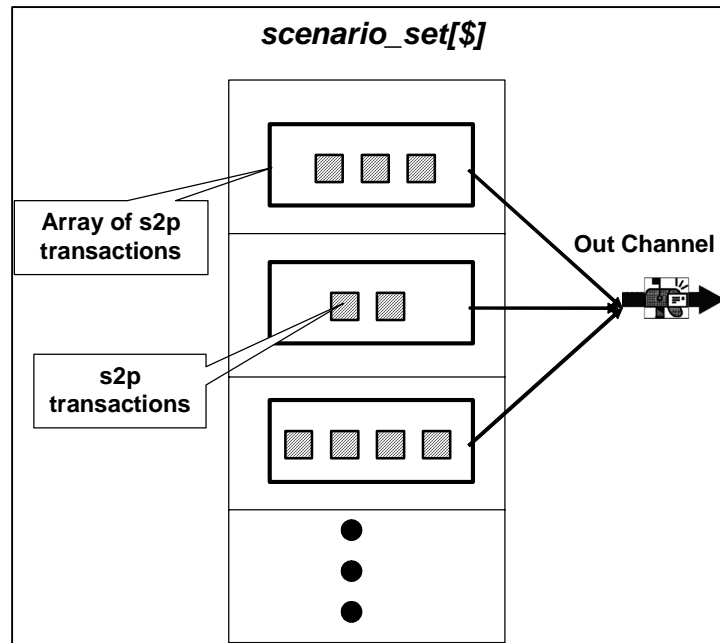 scenario_set[$]
Array of s2p
transactions
Out Channel
s2p
transactions